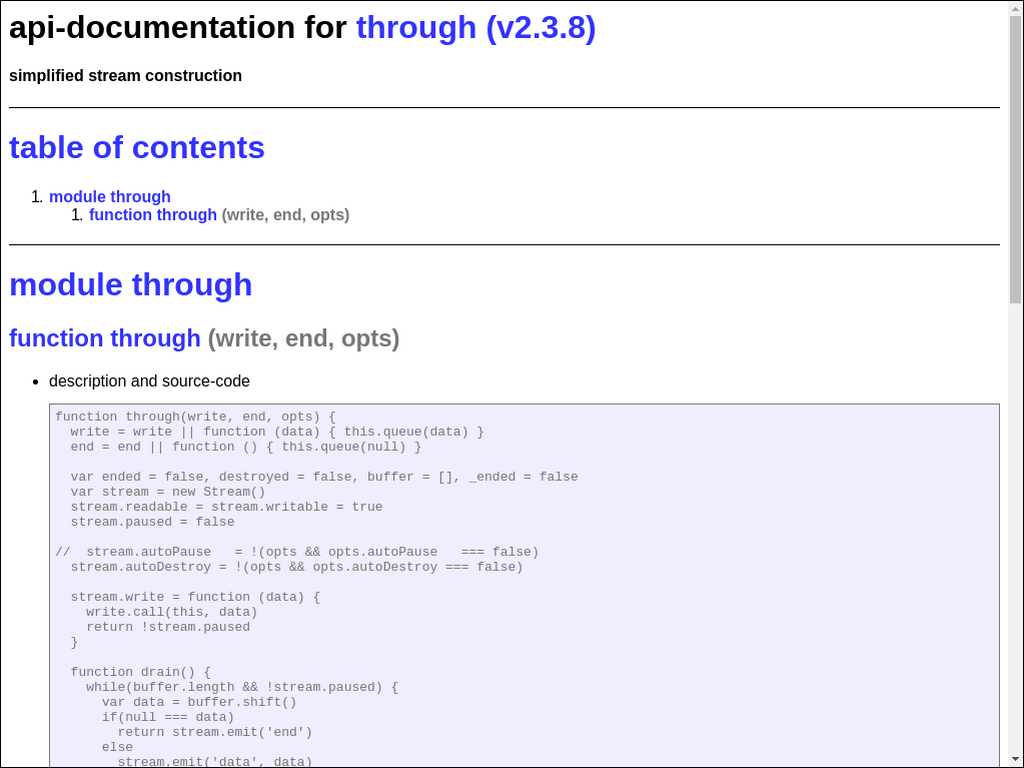 api-documentation for through (v2.3.8)
simplified stream construction
table of contents
1. module through
1. function through (write, end, opts)
module through
function through (write, end, opts)
• description and source-code
function through(write, end, opts) {
  write = write || function (data) { this.queue(data) }
  end = end || function () { this.queue(null) }

  var ended = false, destroyed = false, buffer = [], _ended = false
  var stream = new Stream()
  stream.readable = stream.writable = true
  stream.paused = false

//  stream.autoPause   = !(opts && opts.autoPause   === false)
  stream.autoDestroy = !(opts && opts.autoDestroy === false)

  stream.write = function (data) {
    write.call(this, data)
    return !stream.paused
  }

  function drain() {
    while(buffer.length && !stream.paused) {
      var data = buffer.shift()
      if(null === data)
        return stream.emit('end')
      else
        stream.emit('data', data)